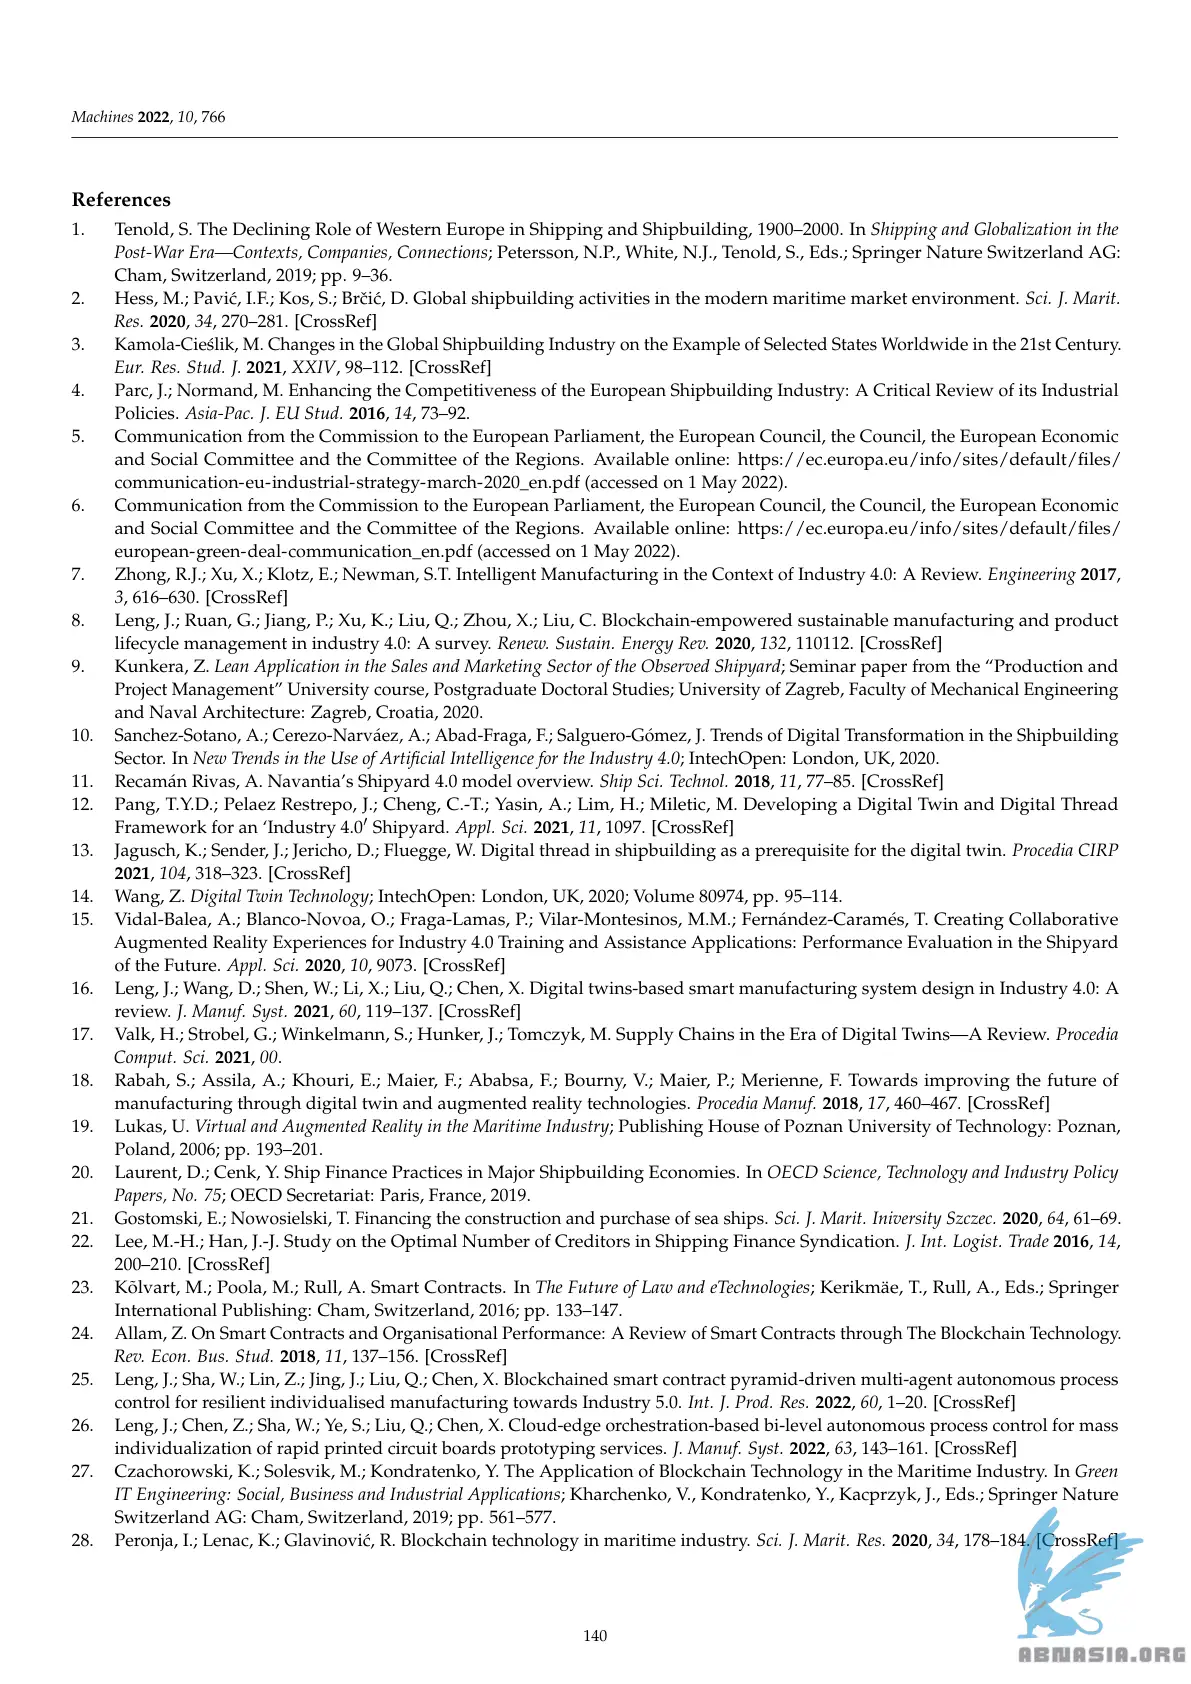 Machines 2022, 10, 766
References
1. Tenold, S. The Declining Role of Western Europe in Shipping and Shipbuilding, 1900–2000. In Shipping and Globalization in the
Post-War Era—Contexts, Companies, Connections; Petersson, N.P., White, N.J., Tenold, S., Eds.; Springer Nature Switzerland AG:
Cham, Switzerland, 2019; pp. 9–36.
2. Hess, M.; Pavić, I.F.; Kos, S.; Brčić, D. Global shipbuilding activities in the modern maritime market environment. Sci. J. Marit.
Res. 2020, 34, 270–281. [CrossRef]
3. Kamola-Cieślik, M. Changes in the Global Shipbuilding Industry on the Example of Selected States Worldwide in the 21st Century.
Eur. Res. Stud. J. 2021, XXIV, 98–112. [CrossRef]
4. Parc, J.; Normand, M. Enhancing the Competitiveness of the European Shipbuilding Industry: A Critical Review of its Industrial
Policies. Asia-Pac. J. EU Stud. 2016, 14, 73–92.
5. Communication from the Commission to the European Parliament, the European Council, the Council, the European Economic
and Social Committee and the Committee of the Regions. Available online: https://ec.europa.eu/info/sites/default/files/
communication-eu-industrial-strategy-march-2020_en.pdf (accessed on 1 May 2022).
6. Communication from the Commission to the European Parliament, the European Council, the Council, the European Economic
and Social Committee and the Committee of the Regions. Available online: https://ec.europa.eu/info/sites/default/files/
european-green-deal-communication_en.pdf (accessed on 1 May 2022).
7. Zhong, R.J.; Xu, X.; Klotz, E.; Newman, S.T. Intelligent Manufacturing in the Context of Industry 4.0: A Review. Engineering 2017,
3, 616–630. [CrossRef]
8. Leng, J.; Ruan, G.; Jiang, P.; Xu, K.; Liu, Q.; Zhou, X.; Liu, C. Blockchain-empowered sustainable manufacturing and product
lifecycle management in industry 4.0: A survey. Renew. Sustain. Energy Rev. 2020, 132, 110112. [CrossRef]
9. Kunkera, Z. Lean Application in the Sales and Marketing Sector of the Observed Shipyard; Seminar paper from the “Production and
Project Management” University course, Postgraduate Doctoral Studies; University of Zagreb, Faculty of Mechanical Engineering
and Naval Architecture: Zagreb, Croatia, 2020.
10. Sanchez-Sotano, A.; Cerezo-Narváez, A.; Abad-Fraga, F.; Salguero-Gómez, J. Trends of Digital Transformation in the Shipbuilding
Sector. In New Trends in the Use of Artificial Intelligence for the Industry 4.0; IntechOpen: London, UK, 2020.
11. Recamán Rivas, A. Navantia’s Shipyard 4.0 model overview. Ship Sci. Technol. 2018, 11, 77–85. [CrossRef]
12. Pang, T.Y.D.; Pelaez Restrepo, J.; Cheng, C.-T.; Yasin, A.; Lim, H.; Miletic, M. Developing a Digital Twin and Digital Thread
Framework for an ‘Industry 4.0′ Shipyard. Appl. Sci. 2021, 11, 1097. [CrossRef]
13. Jagusch, K.; Sender, J.; Jericho, D.; Fluegge, W. Digital thread in shipbuilding as a prerequisite for the digital twin. Procedia CIRP
2021, 104, 318–323. [CrossRef]
14. Wang, Z. Digital Twin Technology; IntechOpen: London, UK, 2020; Volume 80974, pp. 95–114.
15. Vidal-Balea, A.; Blanco-Novoa, O.; Fraga-Lamas, P.; Vilar-Montesinos, M.M.; Fernández-Caramés, T. Creating Collaborative
Augmented Reality Experiences for Industry 4.0 Training and Assistance Applications: Performance Evaluation in the Shipyard
of the Future. Appl. Sci. 2020, 10, 9073. [CrossRef]
16. Leng, J.; Wang, D.; Shen, W.; Li, X.; Liu, Q.; Chen, X. Digital twins-based smart manufacturing system design in Industry 4.0: A
review. J. Manuf. Syst. 2021, 60, 119–137. [CrossRef]
17. Valk, H.; Strobel, G.; Winkelmann, S.; Hunker, J.; Tomczyk, M. Supply Chains in the Era of Digital Twins—A Review. Procedia
Comput. Sci. 2021, 00.
18. Rabah, S.; Assila, A.; Khouri, E.; Maier, F.; Ababsa, F.; Bourny, V.; Maier, P.; Merienne, F. Towards improving the future of
manufacturing through digital twin and augmented reality technologies. Procedia Manuf. 2018, 17, 460–467. [CrossRef]
19. Lukas, U. Virtual and Augmented Reality in the Maritime Industry; Publishing House of Poznan University of Technology: Poznan,
Poland, 2006; pp. 193–201.
20. Laurent, D.; Cenk, Y. Ship Finance Practices in Major Shipbuilding Economies. In OECD Science, Technology and Industry Policy
Papers, No. 75; OECD Secretariat: Paris, France, 2019.
21. Gostomski, E.; Nowosielski, T. Financing the construction and purchase of sea ships. Sci. J. Marit. Iniversity Szczec. 2020, 64, 61–69.
22. Lee, M.-H.; Han, J.-J. Study on the Optimal Number of Creditors in Shipping Finance Syndication. J. Int. Logist. Trade 2016, 14,
200–210. [CrossRef]
23. Kõlvart, M.; Poola, M.; Rull, A. Smart Contracts. In The Future of Law and eTechnologies; Kerikmäe, T., Rull, A., Eds.; Springer
International Publishing: Cham, Switzerland, 2016; pp. 133–147.
24. Allam, Z. On Smart Contracts and Organisational Performance: A Review of Smart Contracts through The Blockchain Technology.
Rev. Econ. Bus. Stud. 2018, 11, 137–156. [CrossRef]
25. Leng, J.; Sha, W.; Lin, Z.; Jing, J.; Liu, Q.; Chen, X. Blockchained smart contract pyramid-driven multi-agent autonomous process
control for resilient individualised manufacturing towards Industry 5.0. Int. J. Prod. Res. 2022, 60, 1–20. [CrossRef]
26. Leng, J.; Chen, Z.; Sha, W.; Ye, S.; Liu, Q.; Chen, X. Cloud-edge orchestration-based bi-level autonomous process control for mass
individualization of rapid printed circuit boards prototyping services. J. Manuf. Syst. 2022, 63, 143–161. [CrossRef]
27. Czachorowski, K.; Solesvik, M.; Kondratenko, Y. The Application of Blockchain Technology in the Maritime Industry. In Green
IT Engineering: Social, Business and Industrial Applications; Kharchenko, V., Kondratenko, Y., Kacprzyk, J., Eds.; Springer Nature
Switzerland AG: Cham, Switzerland, 2019; pp. 561–577.
28. Peronja, I.; Lenac, K.; Glavinović, R. Blockchain technology in maritime industry. Sci. J. Marit. Res. 2020, 34, 178–184. [CrossRef]
140
ABNASIA.ORG